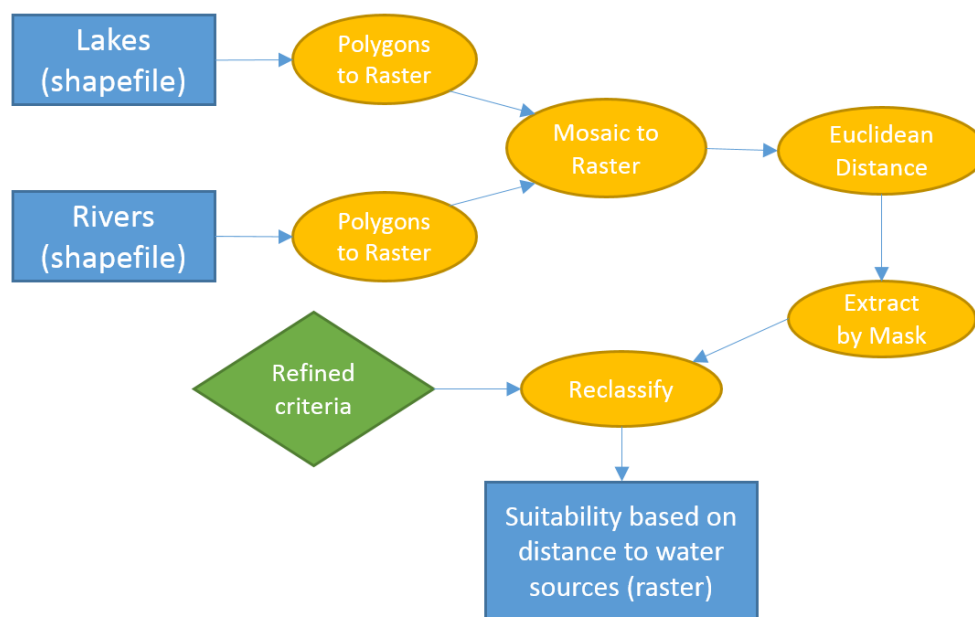 Lakes
(shapefile)
Polygons
to Raster
Mosaic to
Raster
Euclidean
Distance
Rivers
(shapefile)
Polygons
to Raster
Extract
by Mask
Refined
criteria
Reclassify
Suitability based on
distance to water
sources (raster)